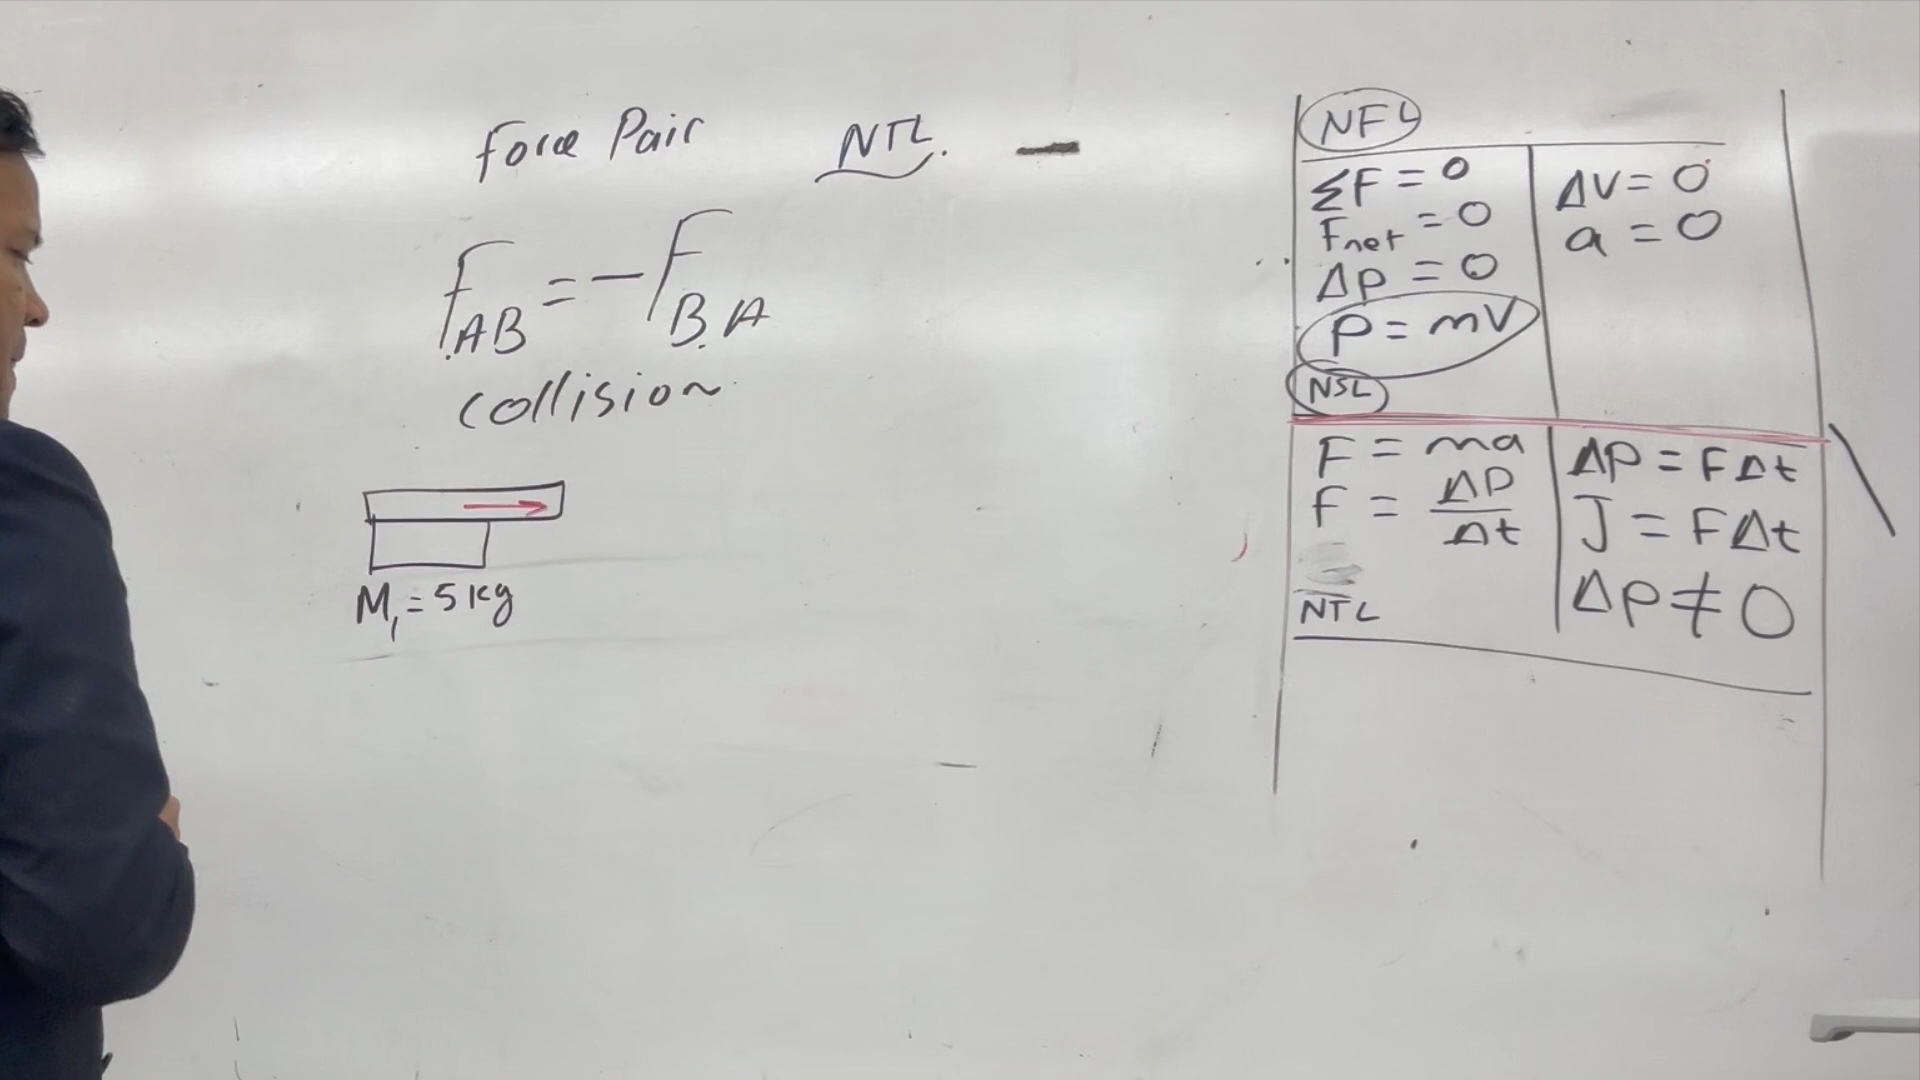 Force Pair NTL.
F_AB = -F_BA
collision
M₁ = 5 kg
NFL
ΣF = 0
Fnet = 0
Δp = 0
P = mV
Δv = 0
a = 0
NSL
F = ma
F = ΔP/Δt
ΔP = FΔt
J = FΔt
Δp ≠ 0
NTL